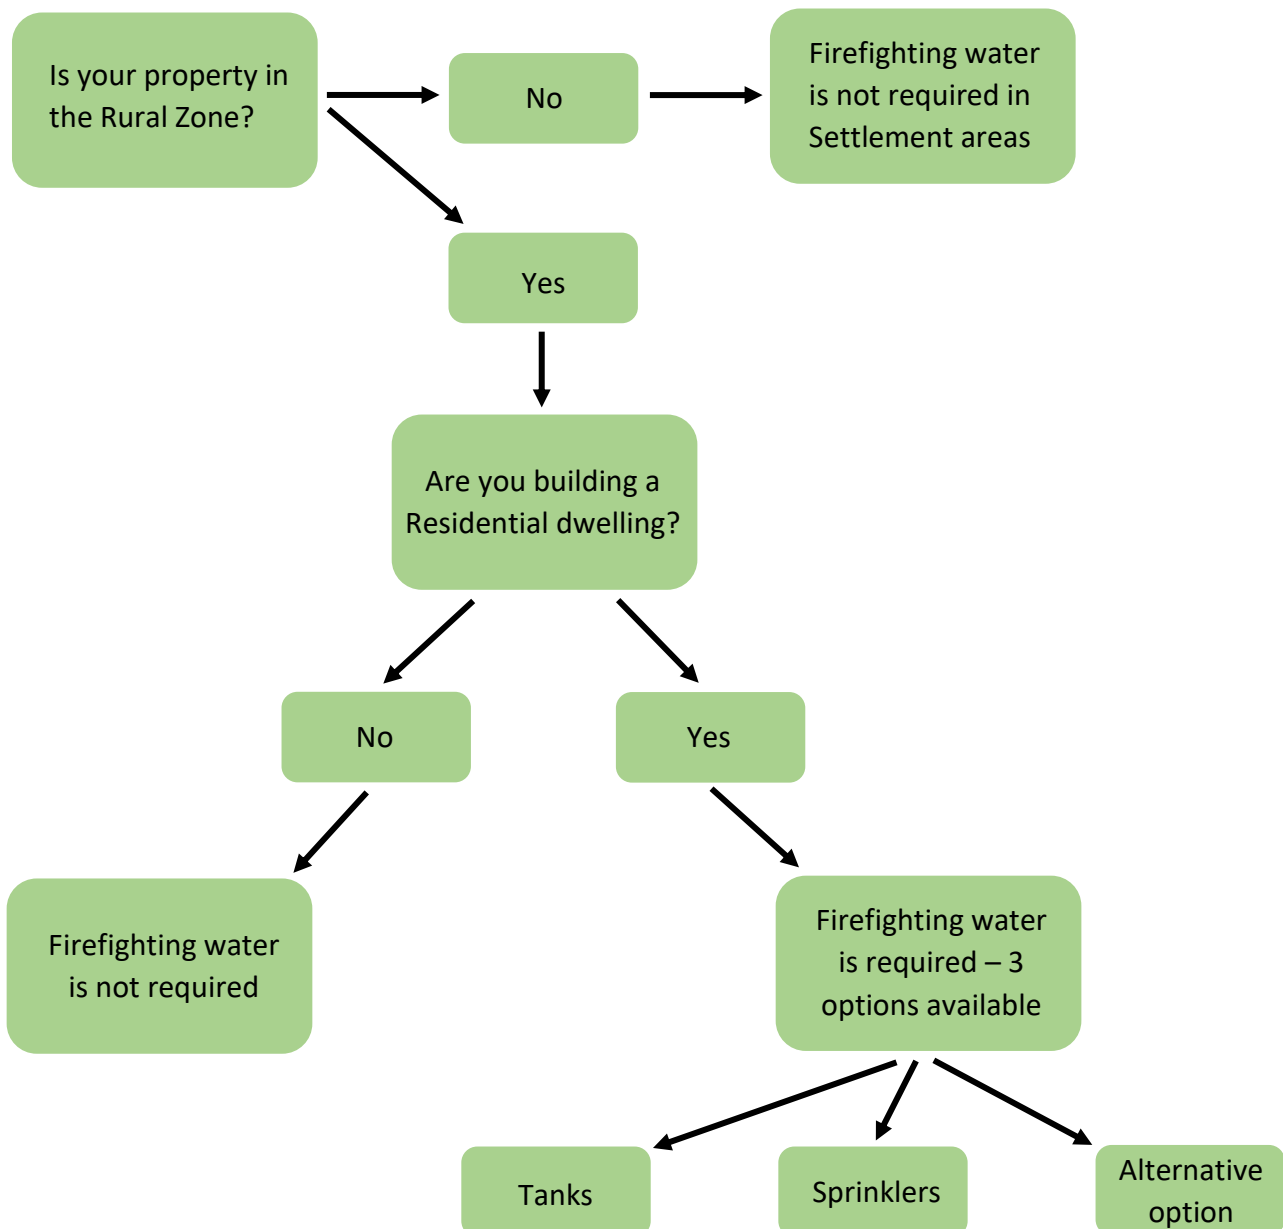 Is your property in
the Rural Zone?
No
Firefighting water
is not required in
Settlement areas
Yes
Are you building a
Residential dwelling?
No
Yes
Firefighting water
is not required
Firefighting water
is required – 3
options available
Tanks
Sprinklers
Alternative
option